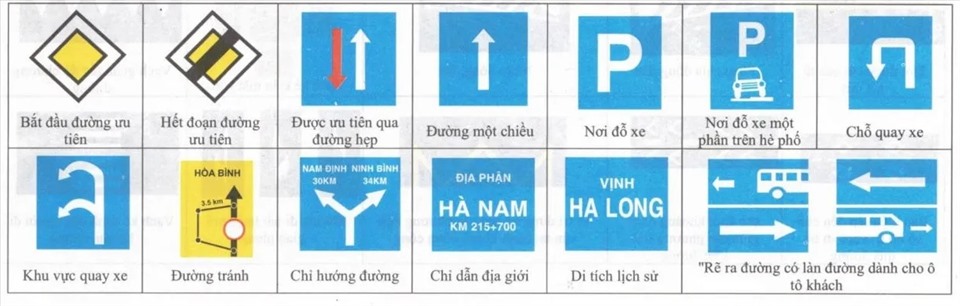 P
P
Bắt đầu đường ưu
tiên
Hết đoạn đường
ưu tiên
Được ưu tiên qua
đường hẹp
Đường một chiều
Nơi đỗ xe
Nơi đỗ xe một
phần trên hè phố
Chỗ quay xe
HÒA BÌNH
3.5 km
NAM ĐỊNH
30KM
NINH BÌNH
34KM
ĐỊA PHẬN
HÀ NAM
KM 215+700
VỊNH
HẠ LONG
Khu vực quay xe
Đường tránh
Chỉ hướng đường
Chỉ dẫn địa giới
Di tích lịch sử
"Rẽ ra đường có làn đường dành cho ô
tô khách